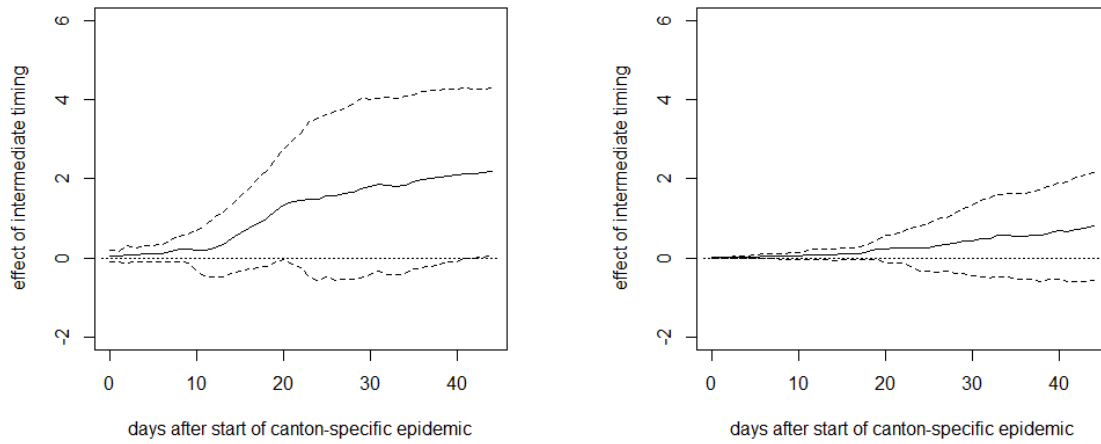 6
4
2
0
-2
effect of intermediate timing
0 10 20 30 40
days after start of canton-specific epidemic
6
4
2
0
-2
effect of intermediate timing
0 10 20 30 40
days after start of canton-specific epidemic